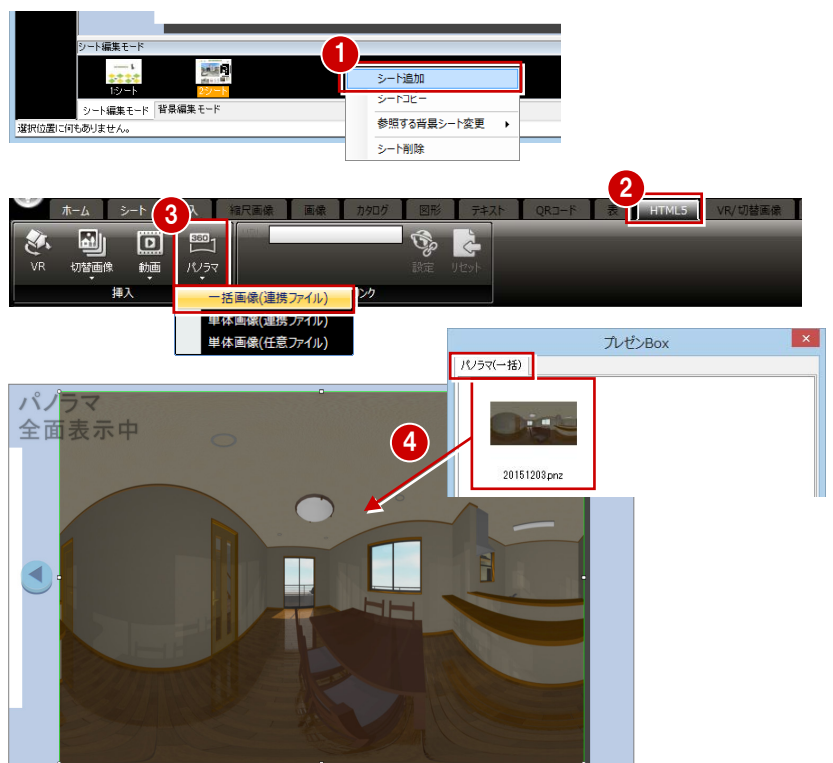 シート編集モード
1
シート追加
シートコピー
参照する背景シート変更
シート削除
1:シート
2:シート
シート編集モード 背景編集モード
選択位置に何もありません。
2
3
ホーム シート 縮尺画像 画像 カタログ 図形 テキスト QRコード 表 HTML5 VR/切替画像
360
VR 切替画像 動画 パノラマ 設定 リセット
挿入
一括画像(連携ファイル)
単体画像(連携ファイル)
単体画像(任意ファイル)
プレゼンBox
×
パノラマ(一括)
20151203.pnz
4
パノラマ
全面表示中